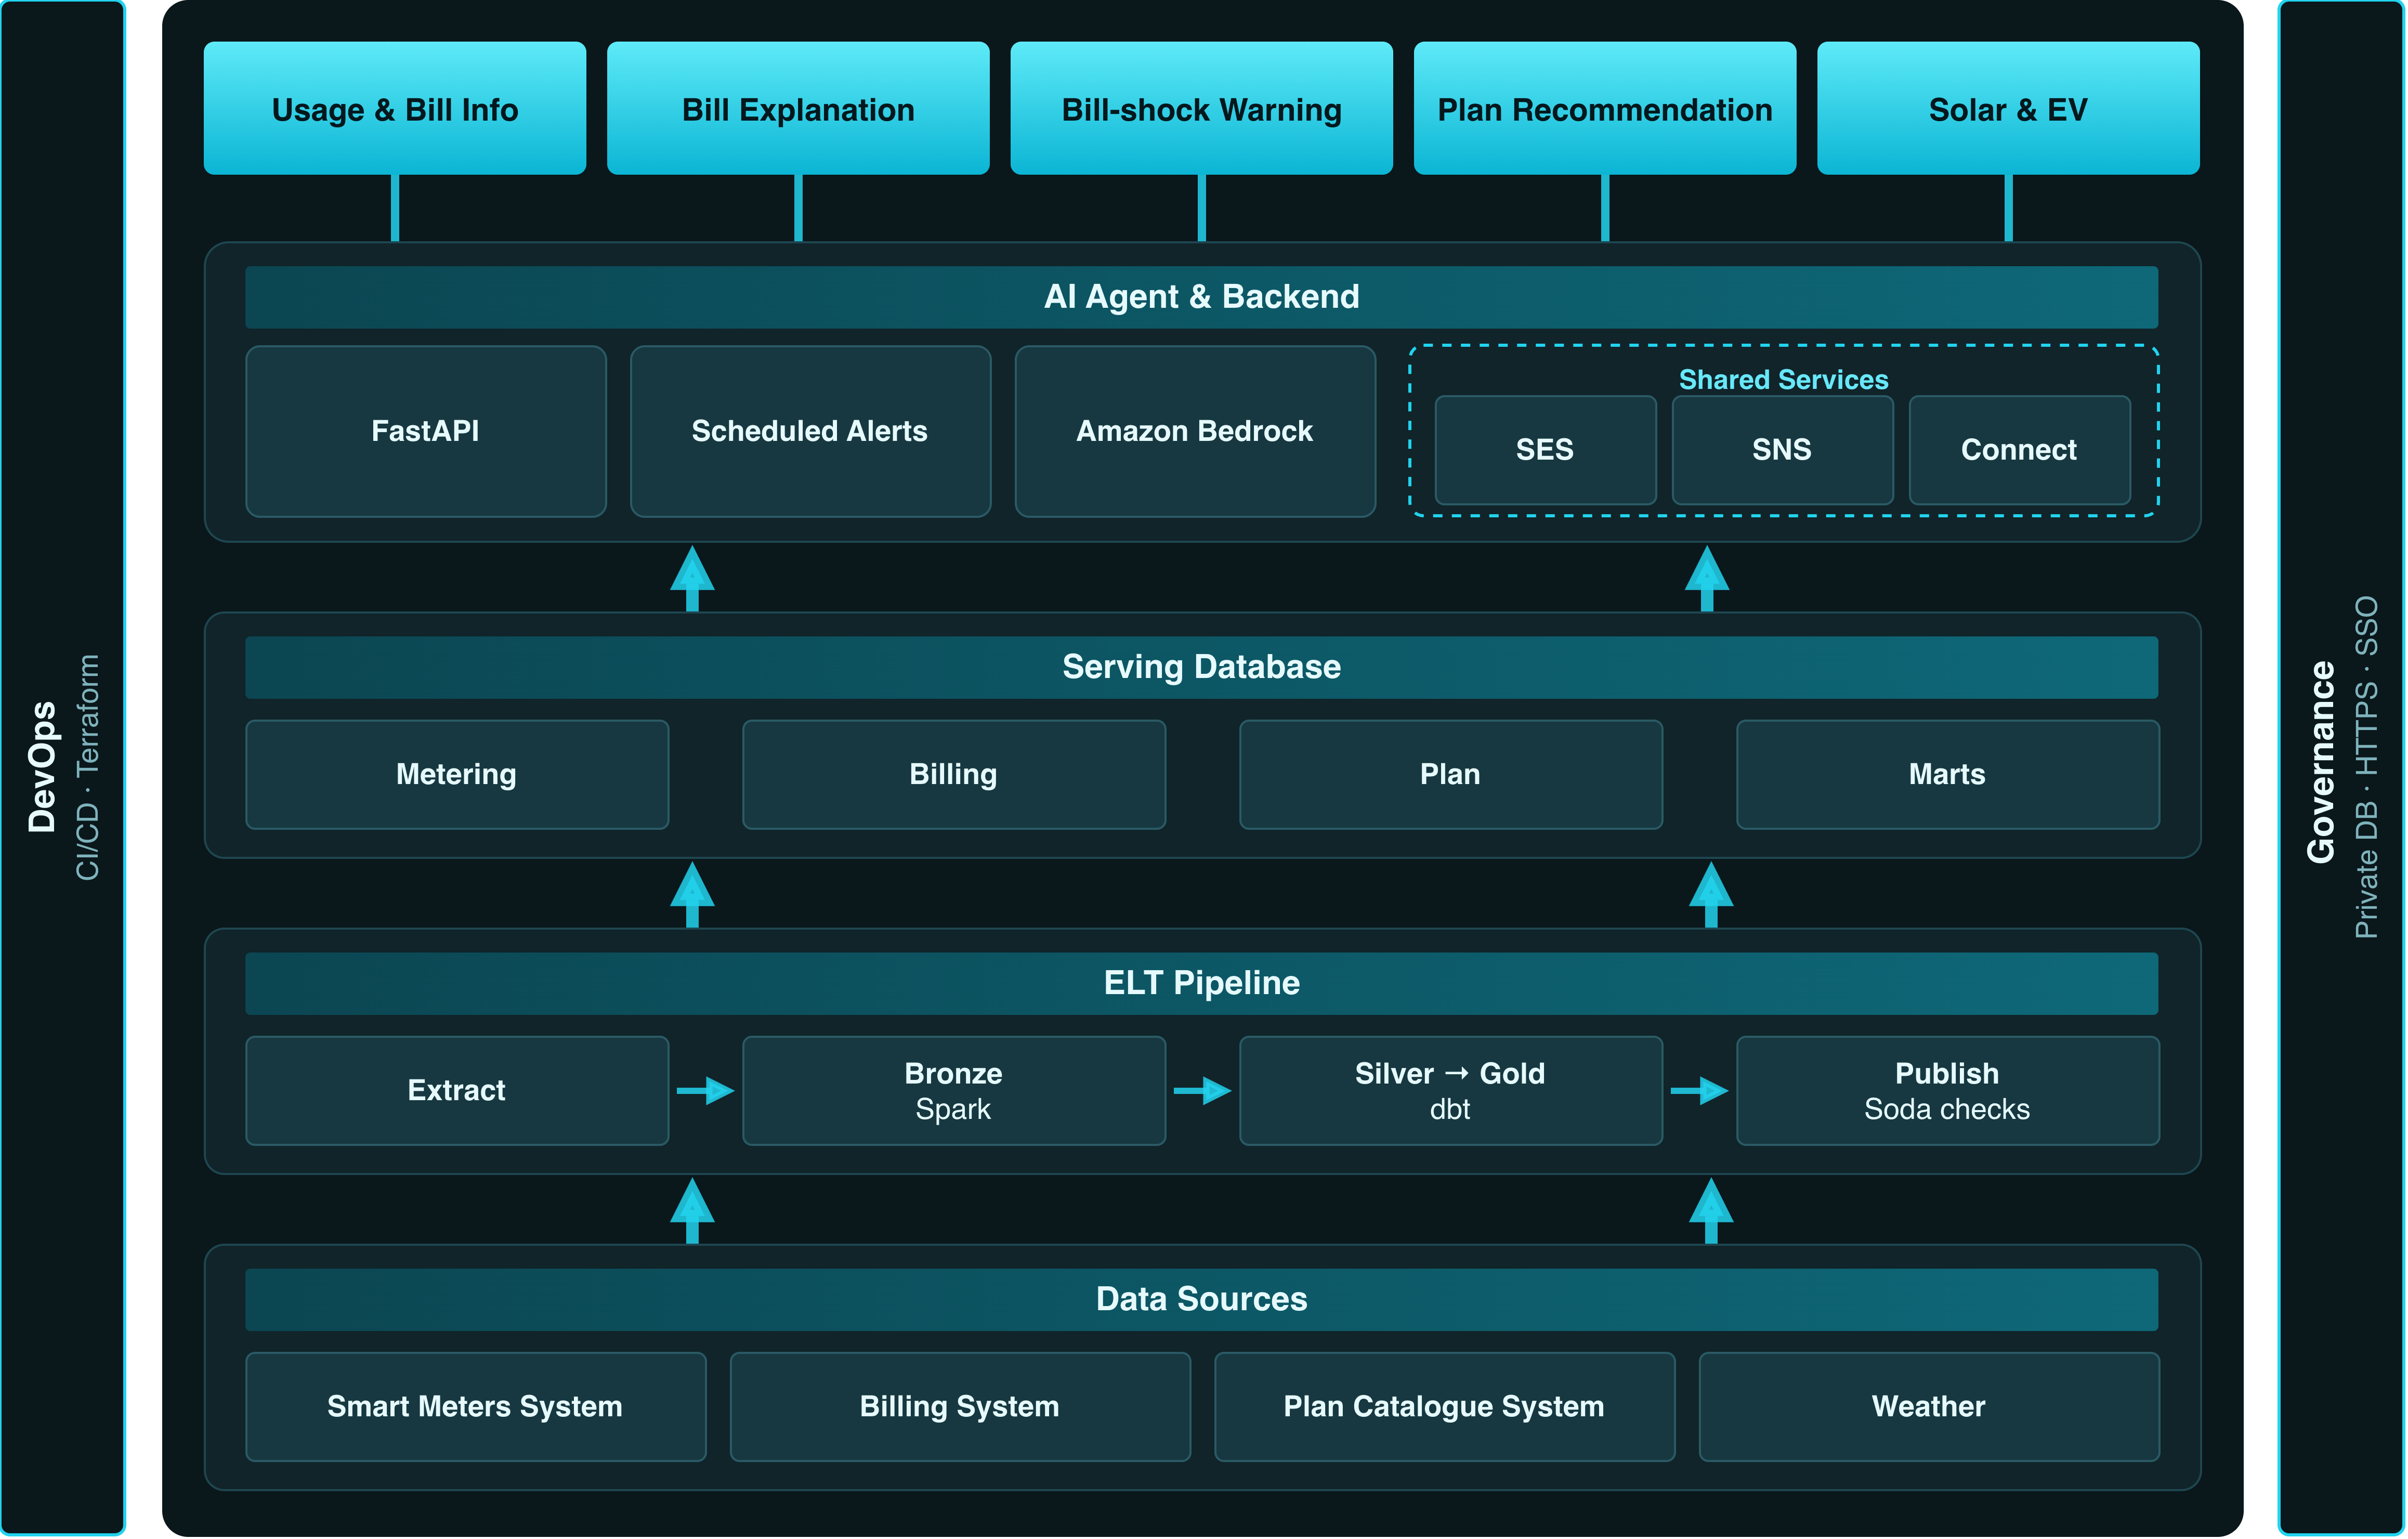 Usage & Bill Info
Bill Explanation
Bill-shock Warning
Plan Recommendation
Solar & EV
AI Agent & Backend
FastAPI
Scheduled Alerts
Amazon Bedrock
Shared Services
SES
SNS
Connect
Serving Database
Metering
Billing
Plan
Marts
ELT Pipeline
Extract
Bronze
Spark
Silver → Gold
dbt
Publish
Soda checks
Data Sources
Smart Meters System
Billing System
Plan Catalogue System
Weather
DevOps
CI/CD · Terraform
Governance
Private DB · HTTPS · SSO